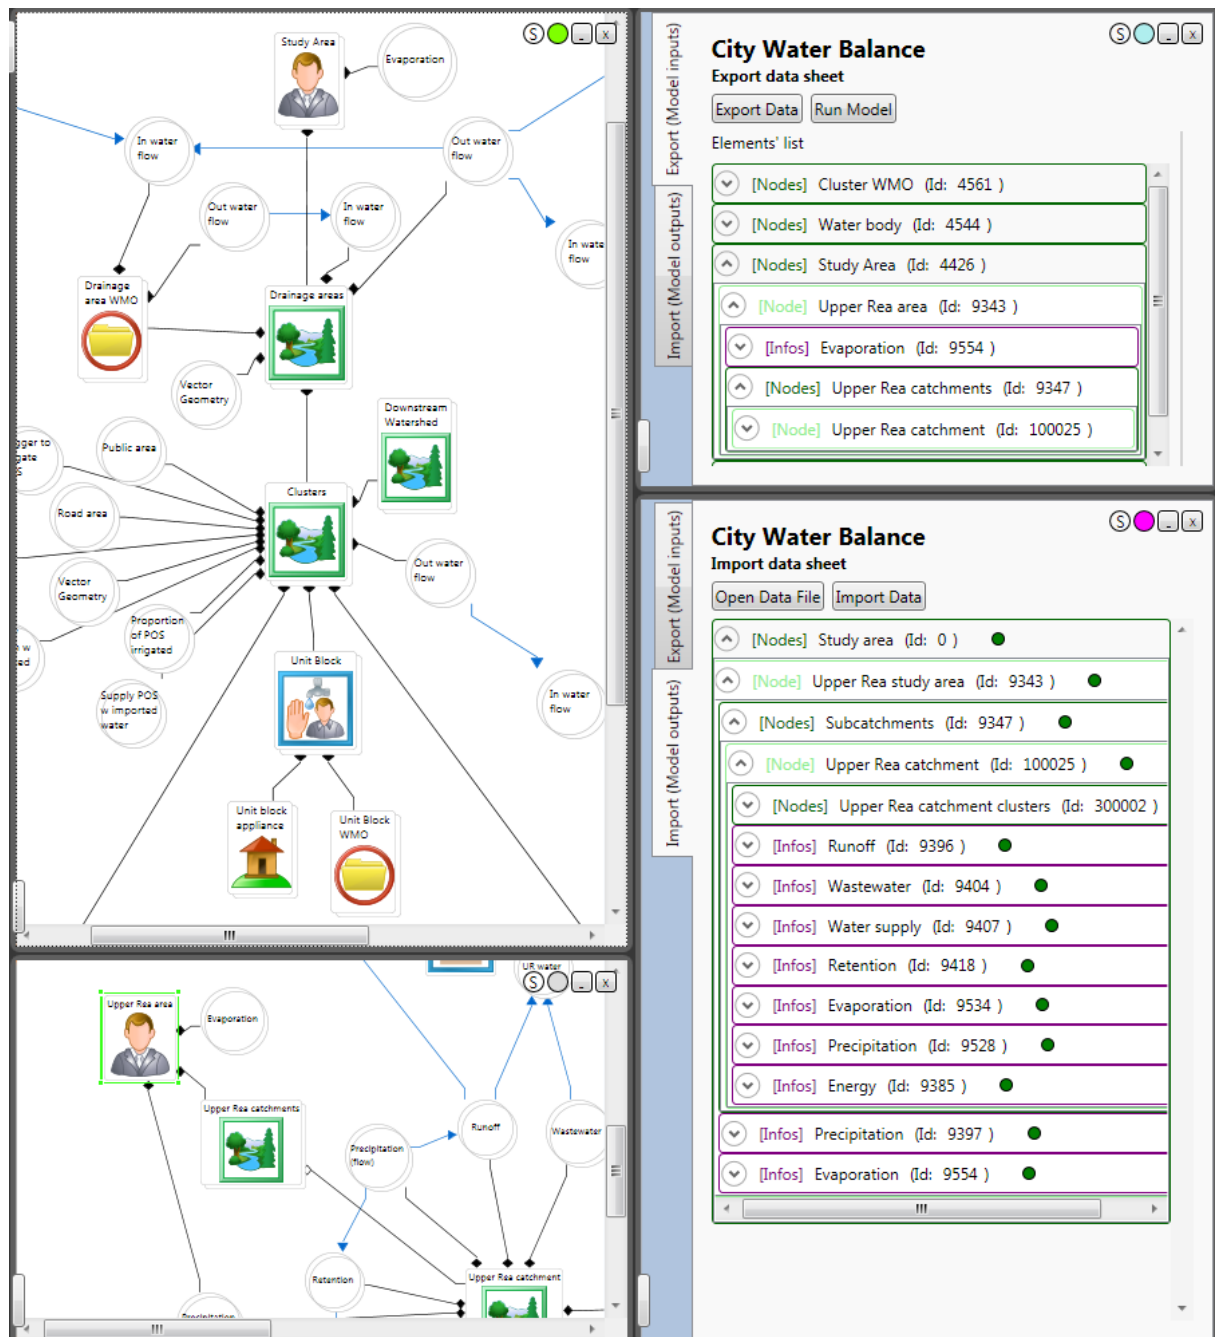 Study Area
Evaporation
In water
flow
Out water
flow
Out water
flow
In water
flow
In wate
flow
Drainage
area WMO
Drainage areas
Vector
Geometry
Downstream
Watershed
gger to
gate
S
Public area
Clusters
Road area
Out water
flow
Vector
Geometry
Proportion
of POS
irrigated
w
ed
Unit Block
Supply POS
w imported
water
In water
flow
Unit block
appliance
Unit Block
WMO
S
-
x
UR water
S
-
x
Upper Rea area
Evaporation
Upper Rea catchments
Runoff
Precipitation
(flow)
Wastewater
Retention
Upper Rea catchment
Precipitation
Export (Model inputs)
Import (Model outputs)
S
-
x
City Water Balance
Export data sheet
Export Data
Run Model
Elements' list
[Nodes] Cluster WMO (Id: 4561 )
[Nodes] Water body (Id: 4544 )
[Nodes] Study Area (Id: 4426 )
[Node] Upper Rea area (Id: 9343 )
[Infos] Evaporation (Id: 9554 )
[Nodes] Upper Rea catchments (Id: 9347 )
[Node] Upper Rea catchment (Id: 100025 )
Export (Model inputs)
Import (Model outputs)
S
-
x
City Water Balance
Import data sheet
Open Data File
Import Data
[Nodes] Study area (Id: 0 )
[Node] Upper Rea study area (Id: 9343 )
[Nodes] Subcatchments (Id: 9347 )
[Node] Upper Rea catchment (Id: 100025 )
[Nodes] Upper Rea catchment clusters (Id: 300002 )
[Infos] Runoff (Id: 9396 )
[Infos] Wastewater (Id: 9404 )
[Infos] Water supply (Id: 9407 )
[Infos] Retention (Id: 9418 )
[Infos] Evaporation (Id: 9534 )
[Infos] Precipitation (Id: 9528 )
[Infos] Energy (Id: 9385 )
[Infos] Precipitation (Id: 9397 )
[Infos] Evaporation (Id: 9554 )